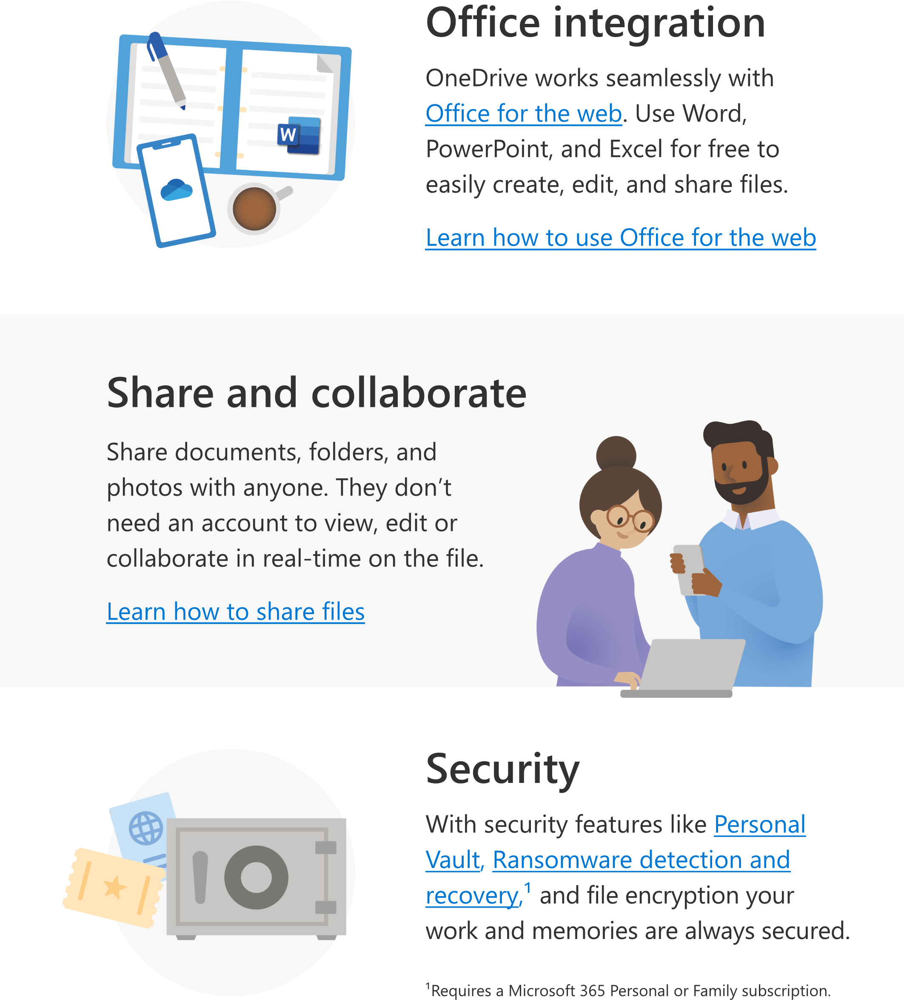 Office integration
OneDrive works seamlessly with
Office for the web. Use Word,
PowerPoint, and Excel for free to
easily create, edit, and share files.
Learn how to use Office for the web
W
Share and collaborate
Share documents, folders, and
photos with anyone. They don’t
need an account to view, edit or
collaborate in real-time on the file.
Learn how to share files
Security
With security features like Personal
Vault, Ransomware detection and
recovery,¹ and file encryption your
work and memories are always secured.
¹Requires a Microsoft 365 Personal or Family subscription.